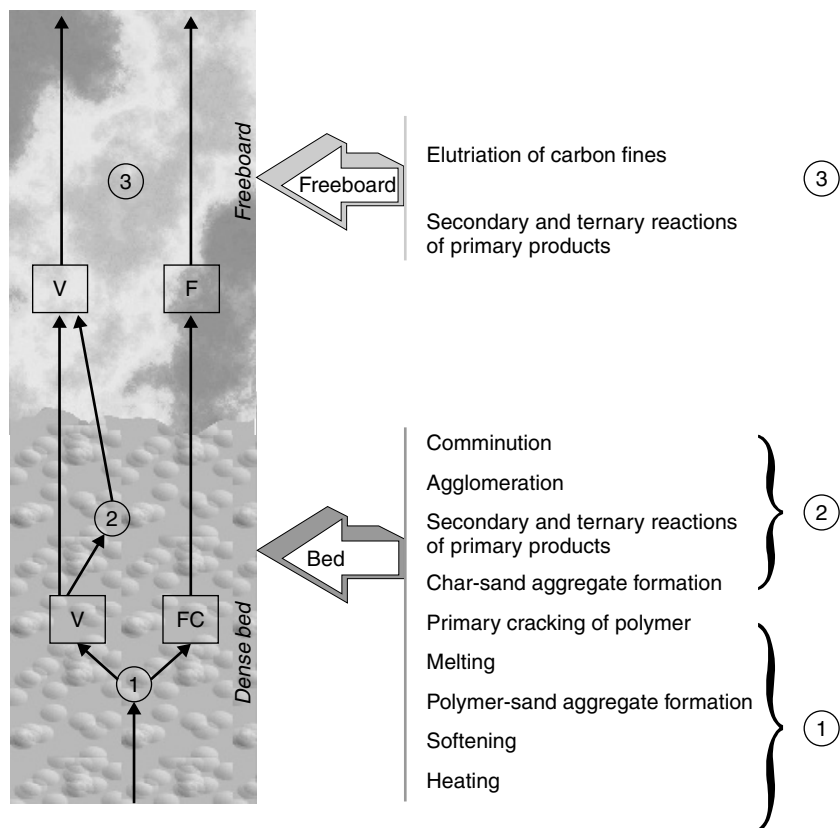 3
Freeboard
V
F
2
V
FC
Dense bed
1
Freeboard
Elutriation of carbon fines
Secondary and ternary reactions
of primary products
3
Bed
Comminution
Agglomeration
Secondary and ternary reactions
of primary products
Char-sand aggregate formation
2
Primary cracking of polymer
Melting
Polymer-sand aggregate formation
Softening
Heating
1